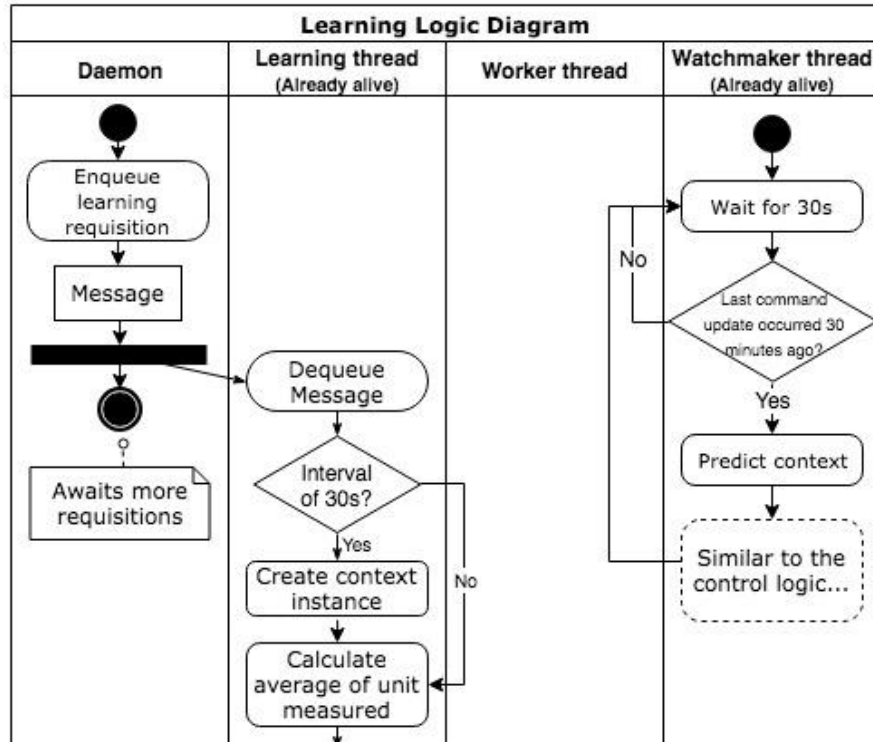 Learning Logic Diagram
Daemon
Learning thread
(Already alive)
Worker thread
Watchmaker thread
(Already alive)
Enqueue
learning
requisition
Message
Awaits more
requisitions
Dequeue
Message
Interval
of 30s?
Yes
No
Create context
instance
Calculate
average of unit
measured
Wait for 30s
No
Last command
update occurred 30
minutes ago?
Yes
Predict context
Similar to the
control logic...